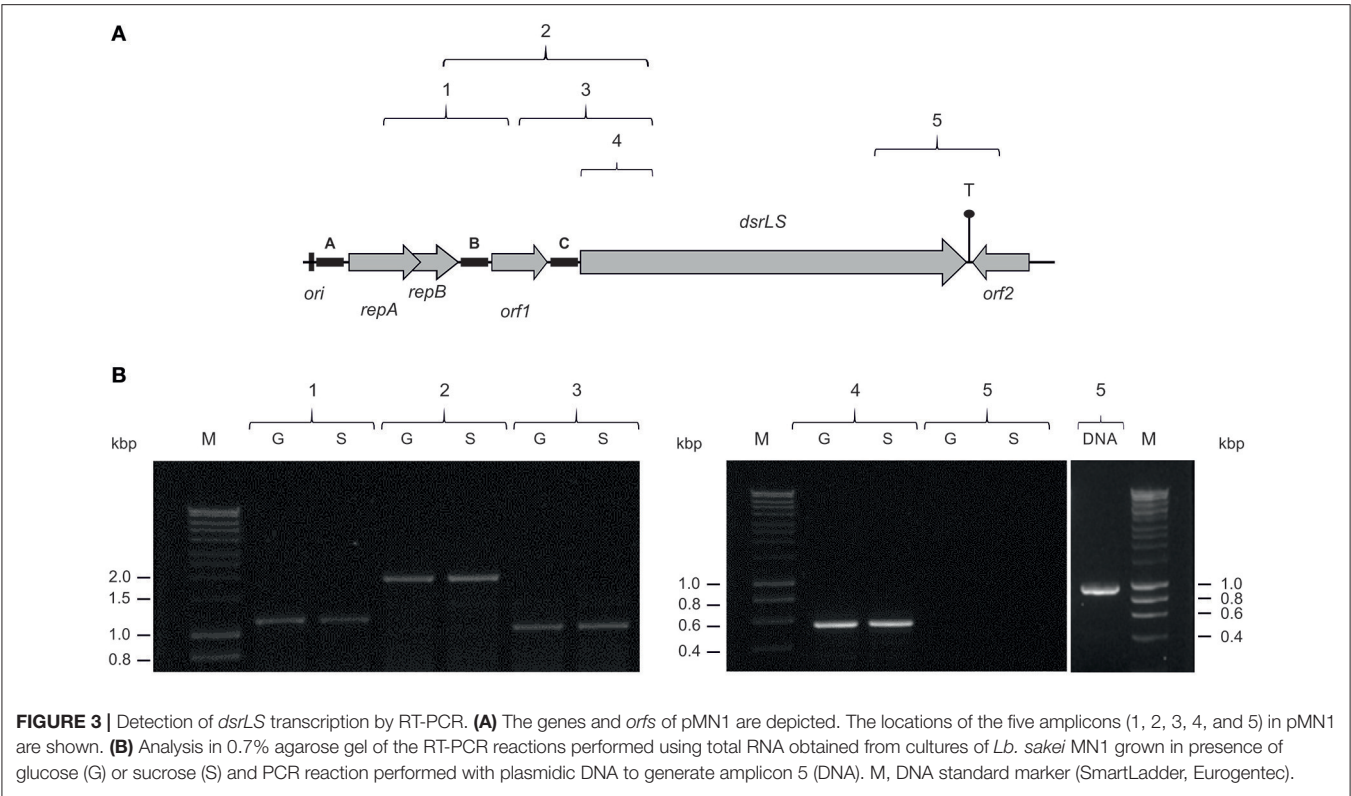 A
2
1 3
4
5
T
dsrLS
A B C
ori repA repB orf1 orf2
B
1 2 3 4 5 5
kbp M G S G S G S kbp M G S G S DNA M kbp
2.0
1.5
1.0
0.8
1.0
0.8
0.6
0.4
1.0
0.8
0.6
0.4
FIGURE 3 | Detection of dsrLS transcription by RT-PCR. (A) The genes and orfs of pMN1 are depicted. The locations of the five amplicons (1, 2, 3, 4, and 5) in pMN1
are shown. (B) Analysis in 0.7% agarose gel of the RT-PCR reactions performed using total RNA obtained from cultures of Lb. sakei MN1 grown in presence of
glucose (G) or sucrose (S) and PCR reaction performed with plasmidic DNA to generate amplicon 5 (DNA). M, DNA standard marker (SmartLadder, Eurogentec).